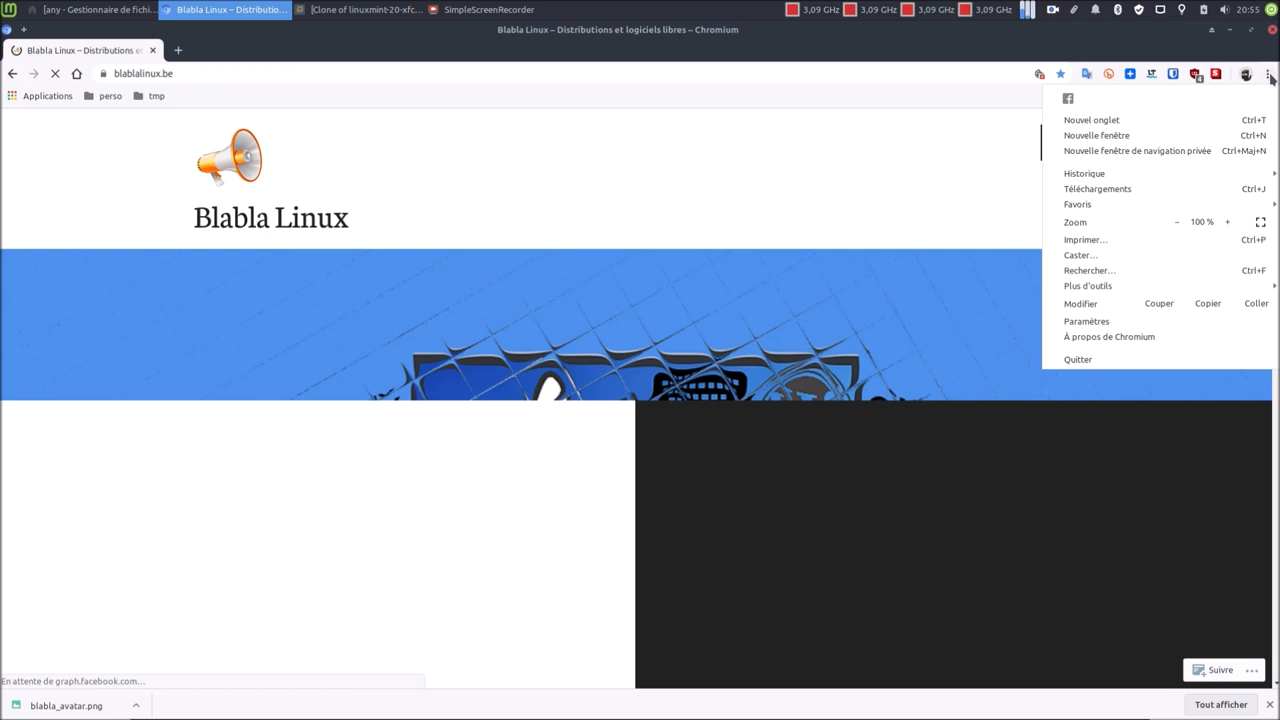 [any - Gestionnaire de fichi...
Blabla Linux – Distributio...
[Clone of linuxmint-20-xfc...
SimpleScreenRecorder
3,09 GHz
3,09 GHz
3,09 GHz
3,09 GHz
20:55
Blabla Linux – Distributions et logiciels libres – Chromium
Blabla Linux – Distributions et
blablalinux.be
Applications
perso
tmp
Nouvel onglet Ctrl+T
Nouvelle fenêtre Ctrl+N
Nouvelle fenêtre de navigation privée Ctrl+Maj+N
Historique
Téléchargements Ctrl+J
Favoris
Zoom − 100 % +
Imprimer… Ctrl+P
Caster…
Rechercher… Ctrl+F
Plus d'outils
Modifier Couper Copier Coller
Paramètres
À propos de Chromium
Quitter
Blabla Linux
Suivre
En attente de graph.facebook.com…
blabla_avatar.png
Tout afficher